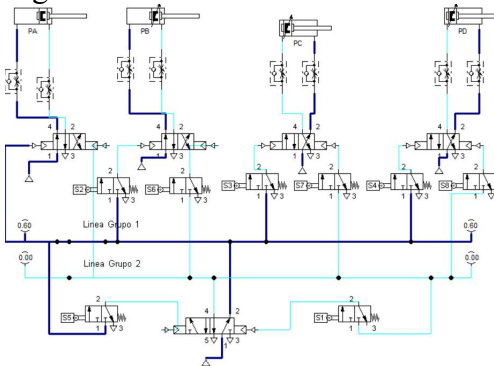 PA
PB
PC
PD
4 2
4 2
4 2
4 2
1 3
1 3
1 3
1 3
S2 2 1 3
S6 2 1 3
S3 2 1 3
S7 2 1 3
S4 2 1 3
S8 2 1 3
Linea Grupo 1
0.60
0.60
Linea Grupo 2
0.00
0.00
S5 2 1 3
4 2
5 3
1
S1 2 1 3